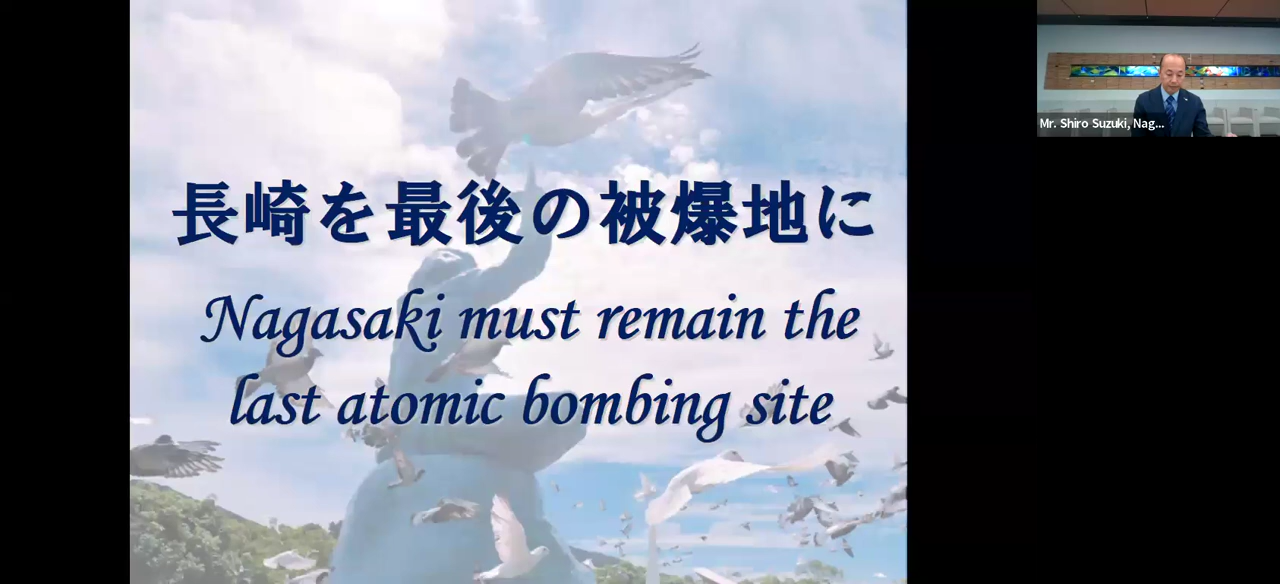 長崎を最後の被爆地に
Nagasaki must remain the
last atomic bombing site
Mr. Shiro Suzuki, Nag...